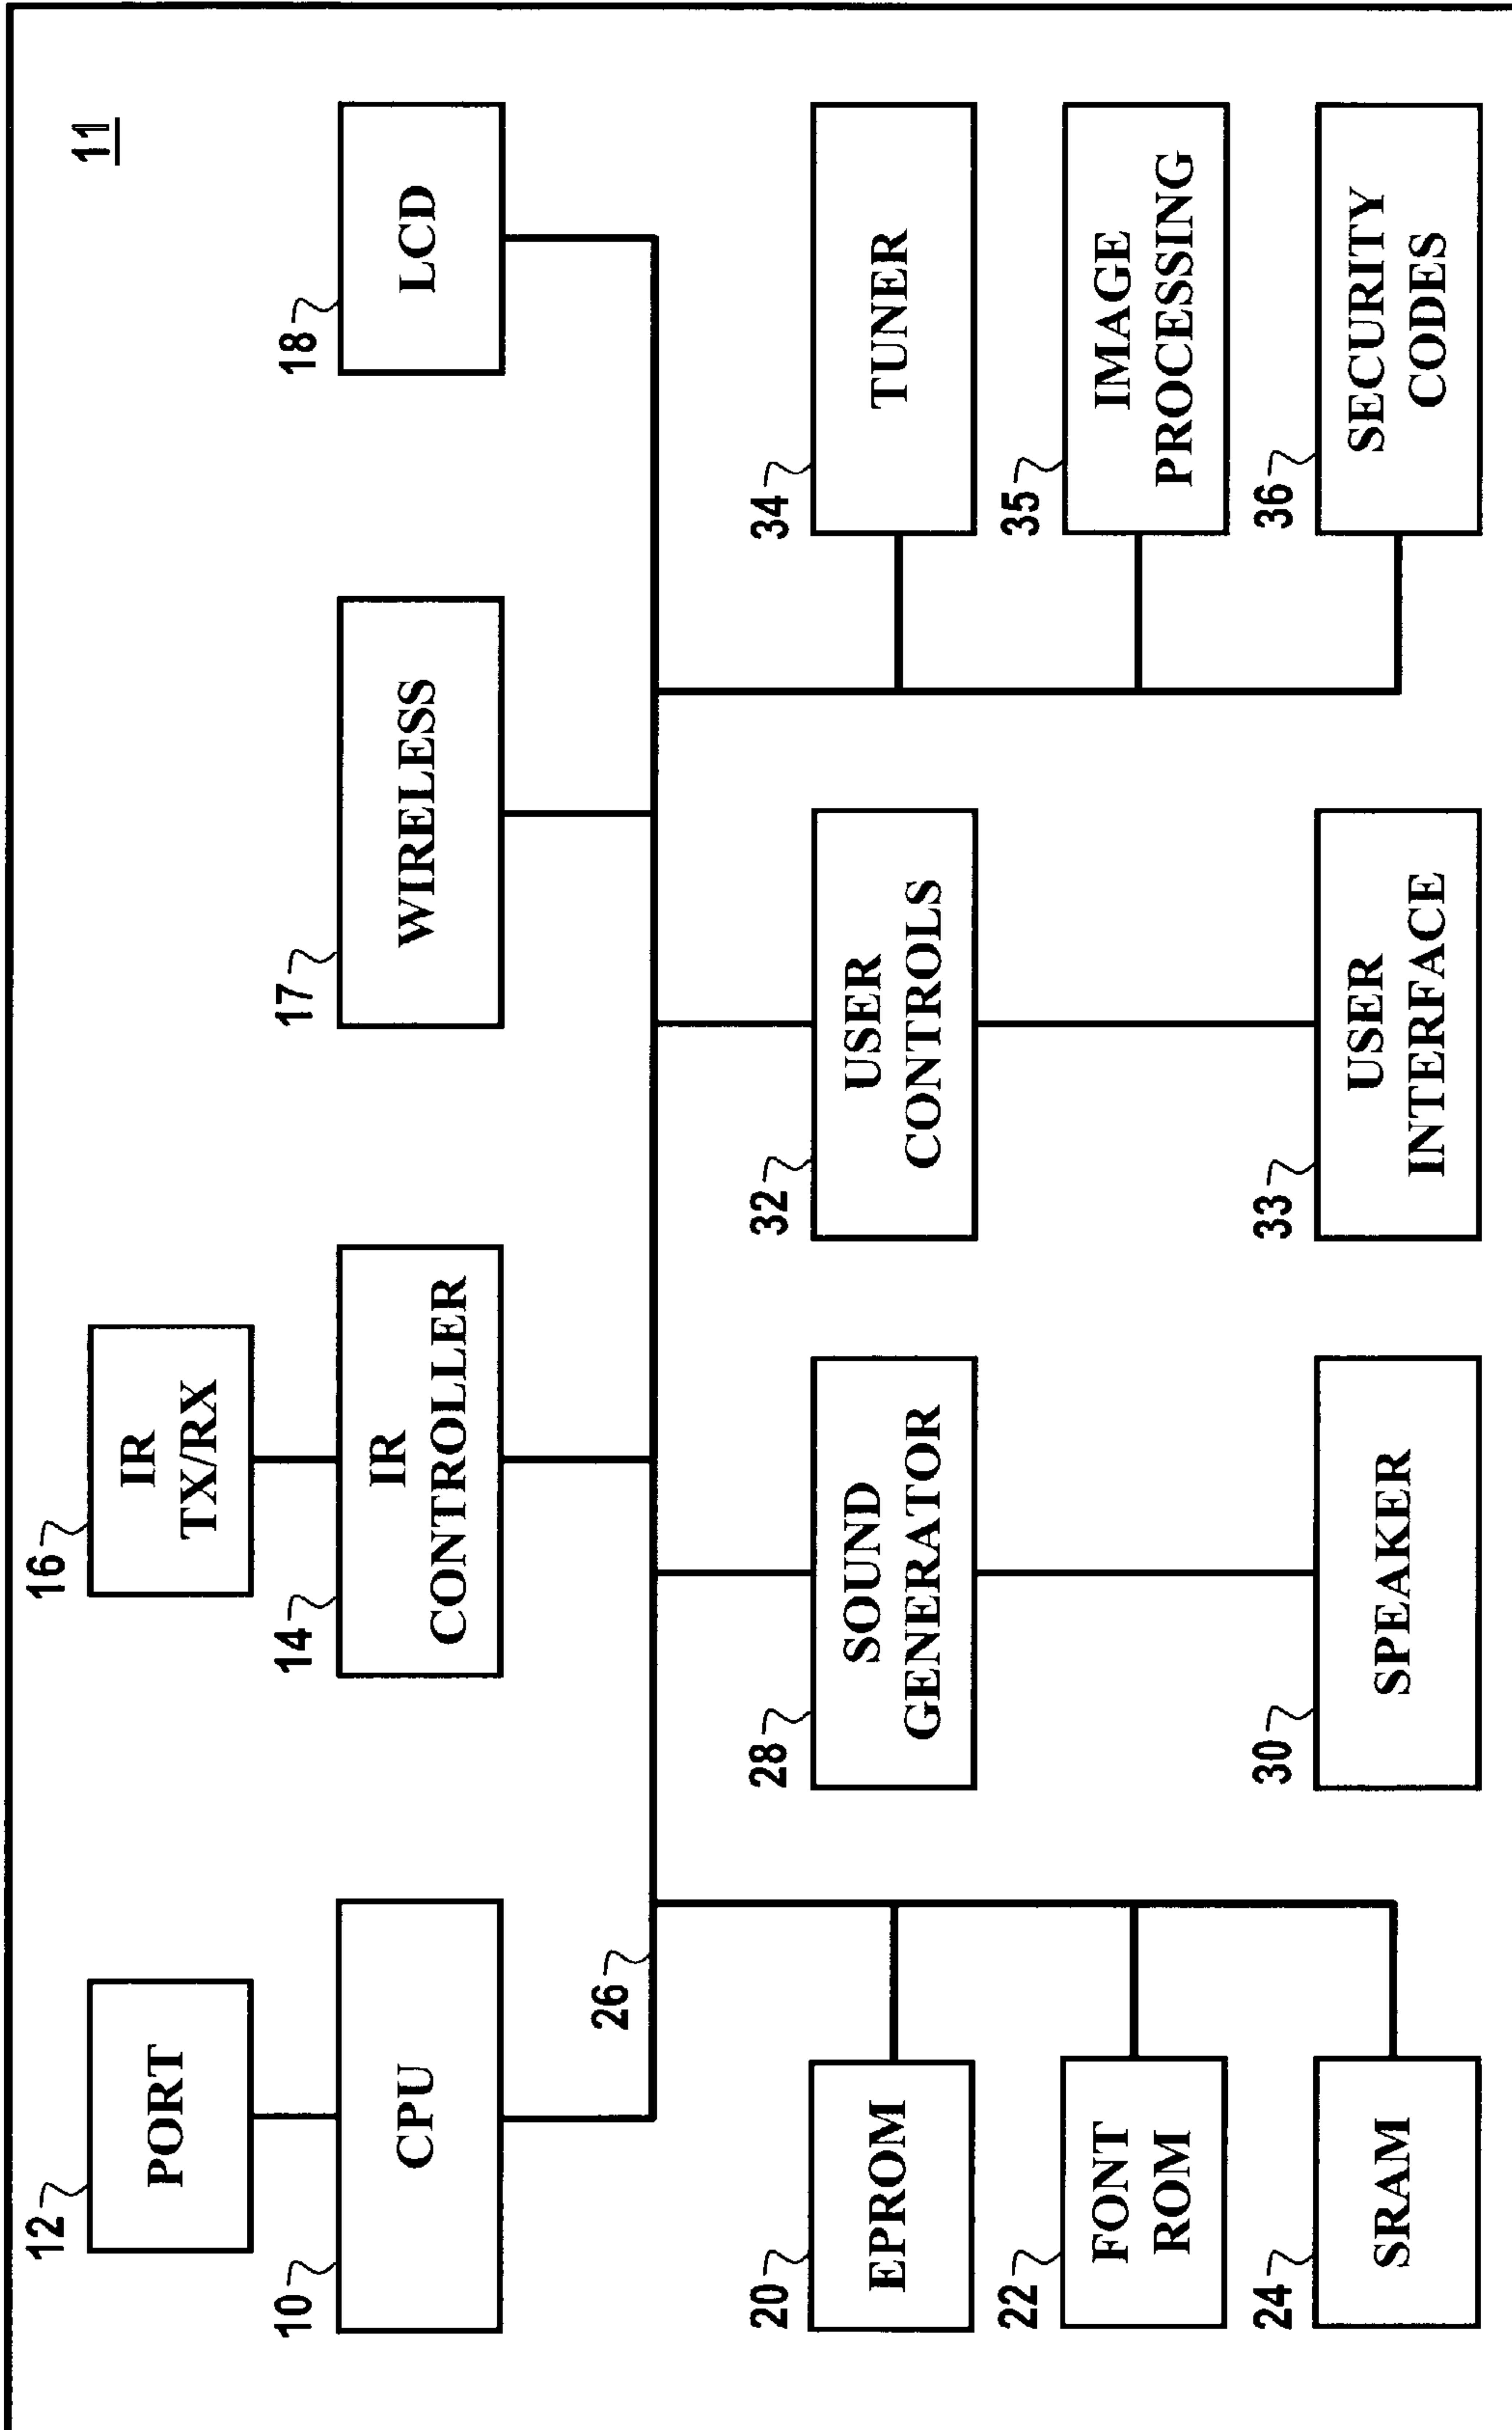 11
12
PORT
16
IR
TX/RX
10
CPU
14
IR
CONTROLLER
17
WIRELESS
18
LCD
26
20
EPROM
28
SOUND
GENERATOR
32
USER
CONTROLS
34
TUNER
22
FONT
ROM
35
IMAGE
PROCESSING
24
SRAM
30
SPEAKER
33
USER
INTERFACE
36
SECURITY
CODES